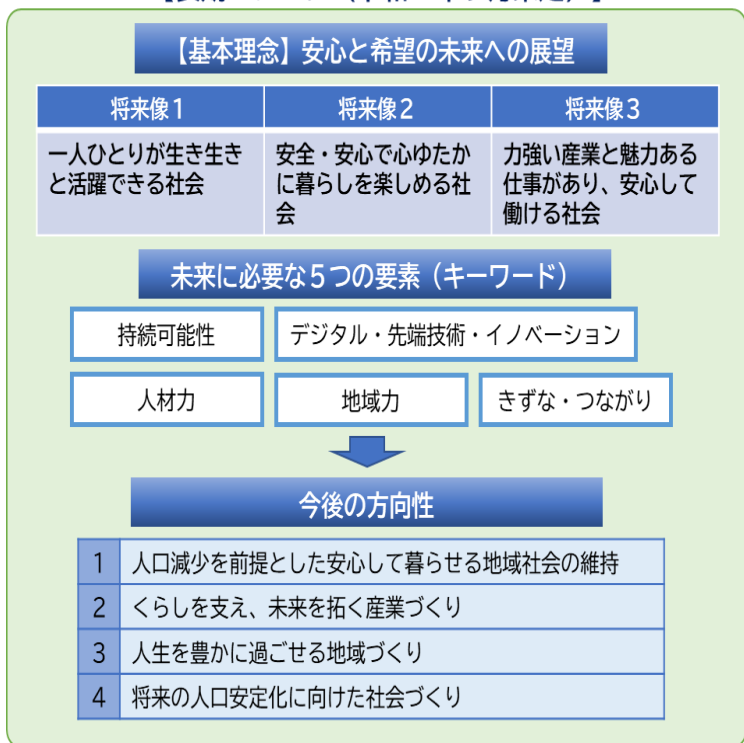 【基本理念】安心と希望の未来への展望
将来像1
将来像2
将来像3
一人ひとりが生き生き
と活躍できる社会
安全・安心で心ゆたか
に暮らしを楽しめる社
会
力強い産業と魅力ある
仕事があり、安心して
働ける社会
未来に必要な5つの要素（キーワード）
持続可能性
デジタル・先端技術・イノベーション
人材力
地域力
きずな・つながり
今後の方向性
1 人口減少を前提とした安心して暮らせる地域社会の維持
2 くらしを支え、未来を拓く産業づくり
3 人生を豊かに過ごせる地域づくり
4 将来の人口安定化に向けた社会づくり